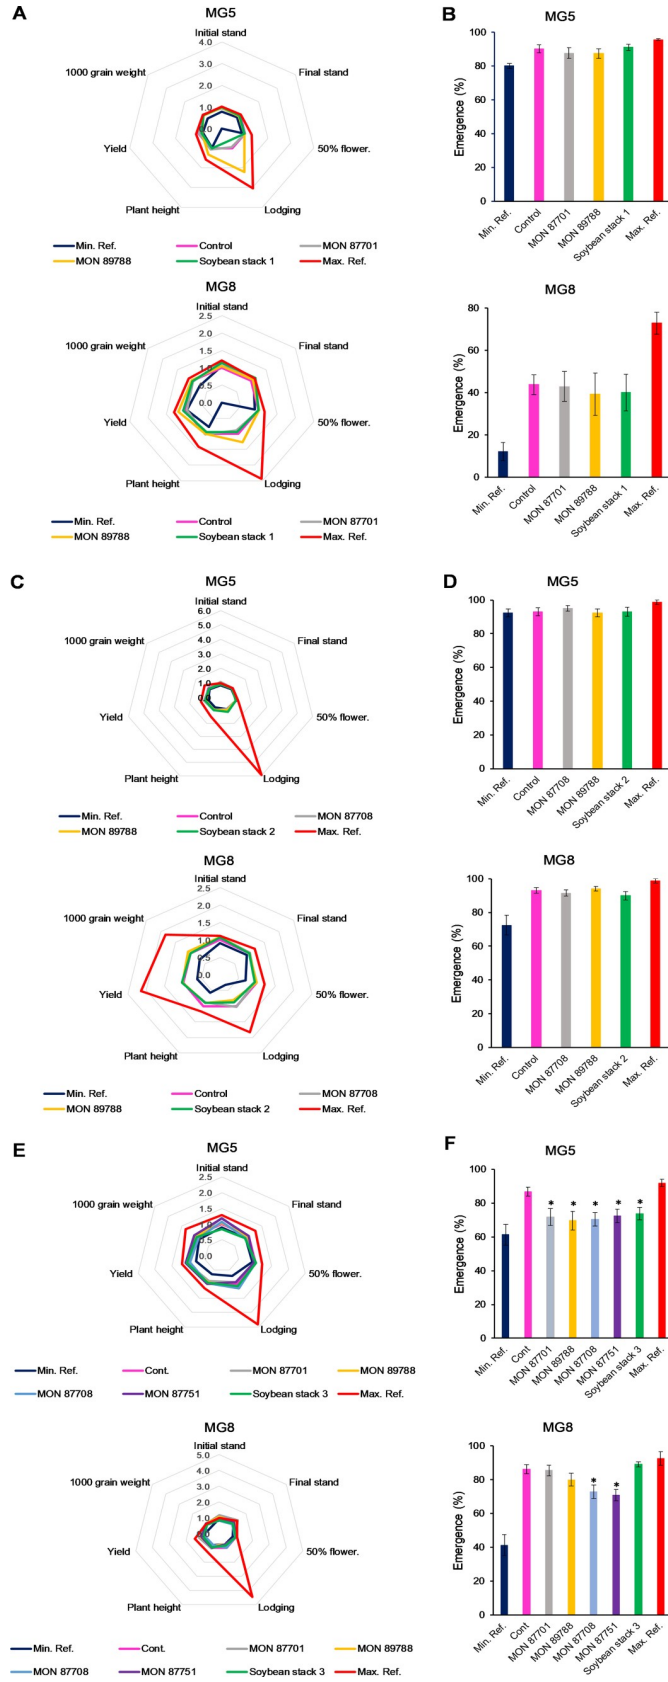 A
MG5
Initial stand
4.0
3.0
2.0
1.0
0.0
1000 grain weight
Final stand
Yield
50% flower.
Plant height
Lodging
Min. Ref.
Control
MON 87701
MON 89788
Soybean stack 1
Max. Ref.
MG8
Initial stand
2.5
2.0
1.5
1.0
0.5
0.0
1000 grain weight
Final stand
Yield
50% flower.
Plant height
Lodging
Min. Ref.
Control
MON 87701
MON 89788
Soybean stack 1
Max. Ref.
B
MG5
Emergence (%)
100
80
60
40
20
0
Min. Ref.
Control
MON 87701
MON 89788
Soybean stack 1
Max. Ref.
MG8
Emergence (%)
80
60
40
20
0
Min. Ref.
Control
MON 87701
MON 89788
Soybean stack 1
Max. Ref.
C
MG5
Initial stand
6.0
5.0
4.0
3.0
2.0
1.0
0.0
1000 grain weight
Final stand
Yield
50% flower.
Plant height
Lodging
Min. Ref.
Control
MON 87708
MON 89788
Soybean stack 2
Max. Ref.
MG8
Initial stand
2.5
2.0
1.5
1.0
0.5
0.0
1000 grain weight
Final stand
Yield
50% flower.
Plant height
Lodging
Min. Ref.
Control
MON 87708
MON 89788
Soybean stack 2
Max. Ref.
D
MG5
Emergence (%)
100
80
60
40
20
0
Min. Ref.
Control
MON 87708
MON 89788
Soybean stack 2
Max. Ref.
MG8
Emergence (%)
100
80
60
40
20
0
Min. Ref.
Control
MON 87708
MON 89788
Soybean stack 2
Max. Ref.
E
MG5
Initial stand
2.5
2.0
1.5
1.0
0.5
0.0
1000 grain weight
Final stand
Yield
50% flower.
Plant height
Lodging
Min. Ref.
Cont.
MON 87701
MON 89788
MON 87708
MON 87751
Soybean stack 3
Max. Ref.
MG8
Initial stand
5.0
4.0
3.0
2.0
1.0
0.0
1000 grain weight
Final stand
Yield
50% flower.
Plant height
Lodging
Min. Ref.
Cont.
MON 87701
MON 89788
MON 87708
MON 87751
Soybean stack 3
Max. Ref.
F
MG5
Emergence (%)
100
80
60
40
20
0
* * * * *
Min. Ref.
Cont
MON 87701
MON 89788
MON 87708
MON 87751
Soybean stack 3
Max. Ref.
MG8
Emergence (%)
100
80
60
40
20
0
* *
Min. Ref.
Cont
MON 87701
MON 89788
MON 87708
MON 87751
Soybean stack 3
Max. Ref.